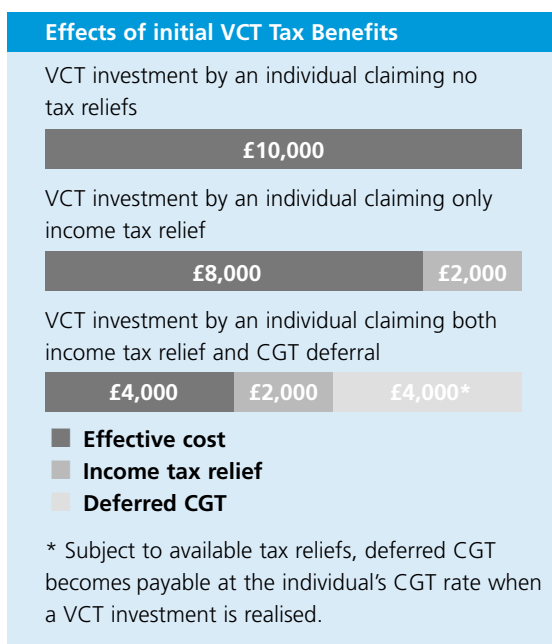 Effects of initial VCT Tax Benefits
VCT investment by an individual claiming no
tax reliefs
£10,000
VCT investment by an individual claiming only
income tax relief
£8,000 £2,000
VCT investment by an individual claiming both
income tax relief and CGT deferral
£4,000 £2,000 £4,000*
Effective cost
Income tax relief
Deferred CGT
* Subject to available tax reliefs, deferred CGT
becomes payable at the individual’s CGT rate when
a VCT investment is realised.